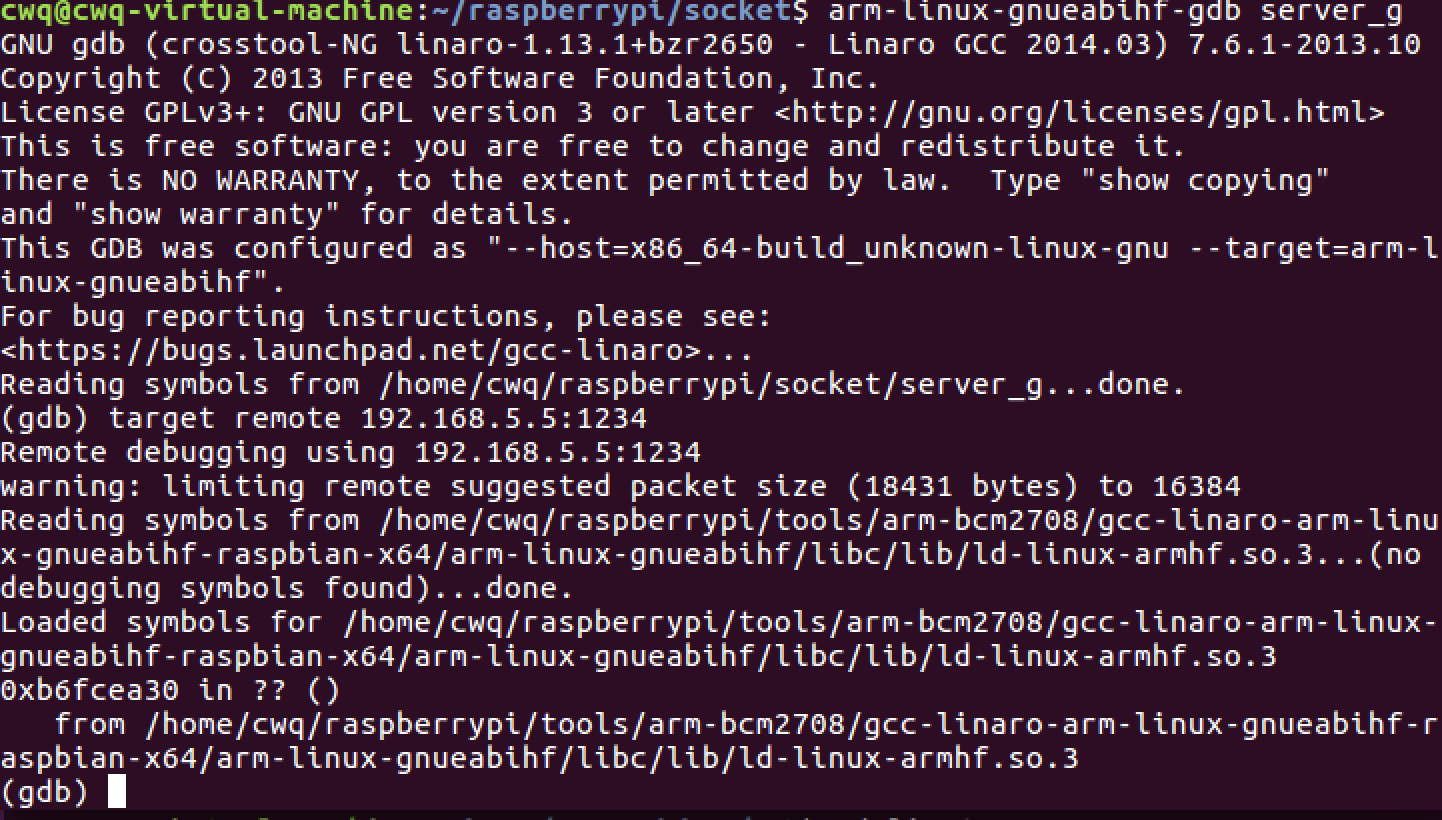 cwq@cwq-virtual-machine:~/raspberrypi/socket$ arm-linux-gnueabihf-gdb server_g
GNU gdb (crosstool-NG linaro-1.13.1+bzr2650 - Linaro GCC 2014.03) 7.6.1-2013.10
Copyright (C) 2013 Free Software Foundation, Inc.
License GPLv3+: GNU GPL version 3 or later <http://gnu.org/licenses/gpl.html>
This is free software: you are free to change and redistribute it.
There is NO WARRANTY, to the extent permitted by law.  Type "show copying"
and "show warranty" for details.
This GDB was configured as "--host=x86_64-build_unknown-linux-gnu --target=arm-l
inux-gnueabihf".
For bug reporting instructions, please see:
<https://bugs.launchpad.net/gcc-linaro>...
Reading symbols from /home/cwq/raspberrypi/socket/server_g...done.
(gdb) target remote 192.168.5.5:1234
Remote debugging using 192.168.5.5:1234
warning: limiting remote suggested packet size (18431 bytes) to 16384
Reading symbols from /home/cwq/raspberrypi/tools/arm-bcm2708/gcc-linaro-arm-linu
x-gnueabihf-raspbian-x64/arm-linux-gnueabihf/libc/lib/ld-linux-armhf.so.3...(no
debugging symbols found)...done.
Loaded symbols for /home/cwq/raspberrypi/tools/arm-bcm2708/gcc-linaro-arm-linux-
gnueabihf-raspbian-x64/arm-linux-gnueabihf/libc/lib/ld-linux-armhf.so.3
0xb6fcea30 in ?? ()
   from /home/cwq/raspberrypi/tools/arm-bcm2708/gcc-linaro-arm-linux-gnueabihf-r
aspbian-x64/arm-linux-gnueabihf/libc/lib/ld-linux-armhf.so.3
(gdb)